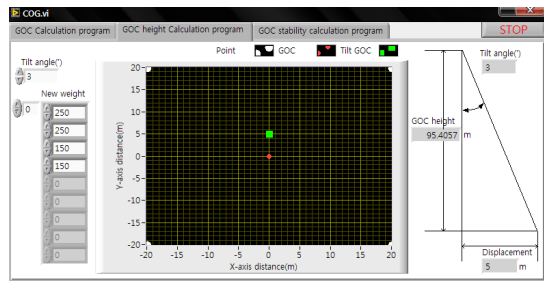 COG.vi
GOC Calculation program
GOC height Calculation program
GOC stability calculation program
STOP
Point
GOC
Tilt GOC
Tilt angle(')
3
New weight
0
250
250
150
150
0
0
0
0
Y-axis distance(m)
20
15
10
5
0
-5
-10
-15
-20
-20 -15 -10 -5 0 5 10 15 20
X-axis distance(m)
Tilt angle(')
3
GOC height
95.4057 m
Displacement
5 m